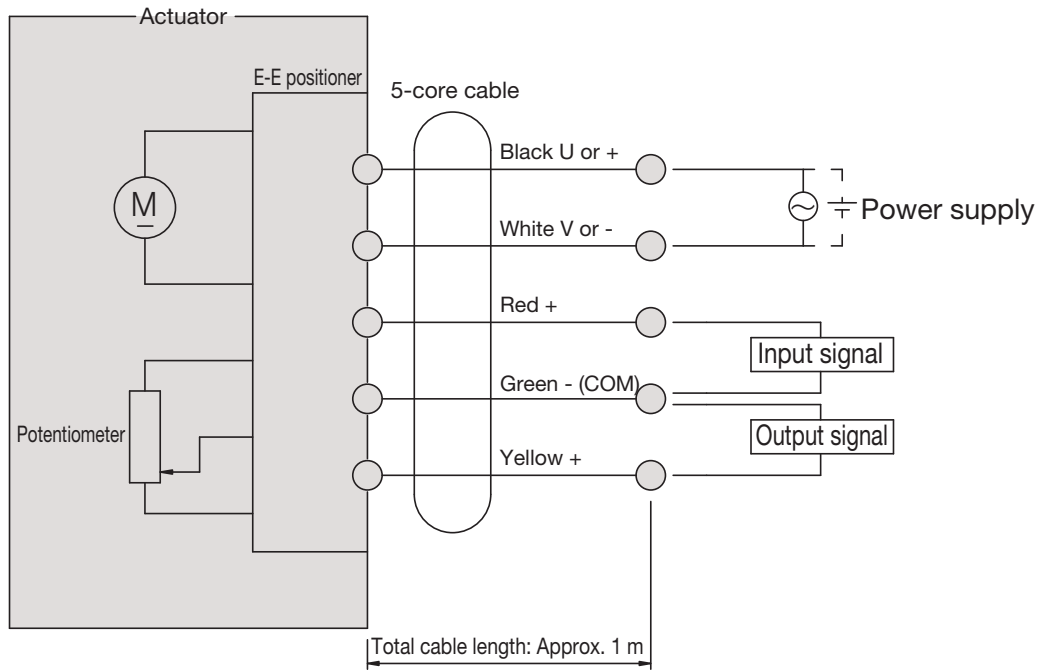 Actuator
E-E positioner
5-core cable
Black U or +
M
White V or -
Power supply
Red +
Input signal
Green - (COM)
Potentiometer
Output signal
Yellow +
Total cable length: Approx. 1 m